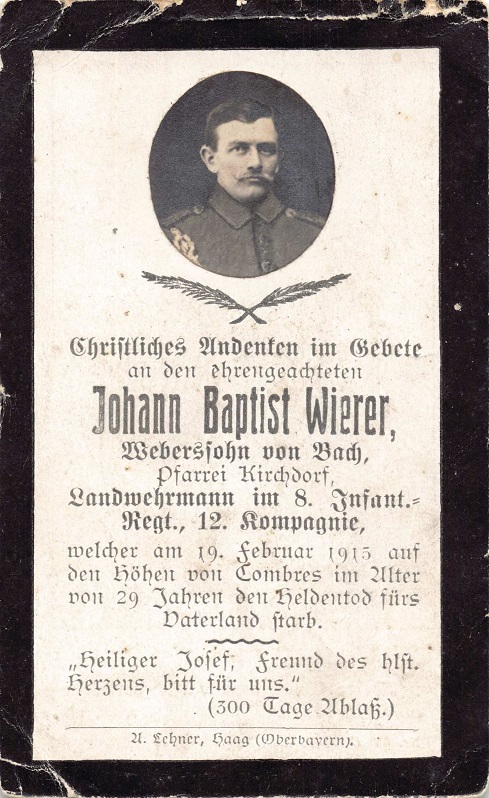 Christliches Andenken im Gebete
an den ehrengeachteten
Johann Baptist Wierer,
Weberssohn von Bach,
Pfarrei Kirchdorf,
Landwehrmann im 8. Infant.-
Regt., 12. Kompagnie,
welcher am 19. Februar 1915 auf
den Höhen von Combres im Alter
von 29 Jahren den Heldentod fürs
Vaterland starb.
„Heiliger Josef, Freund des hlst.
Herzens, bitt für uns.“
(300 Tage Ablaß.)
A. Lehner, Haag (Oberbayern).